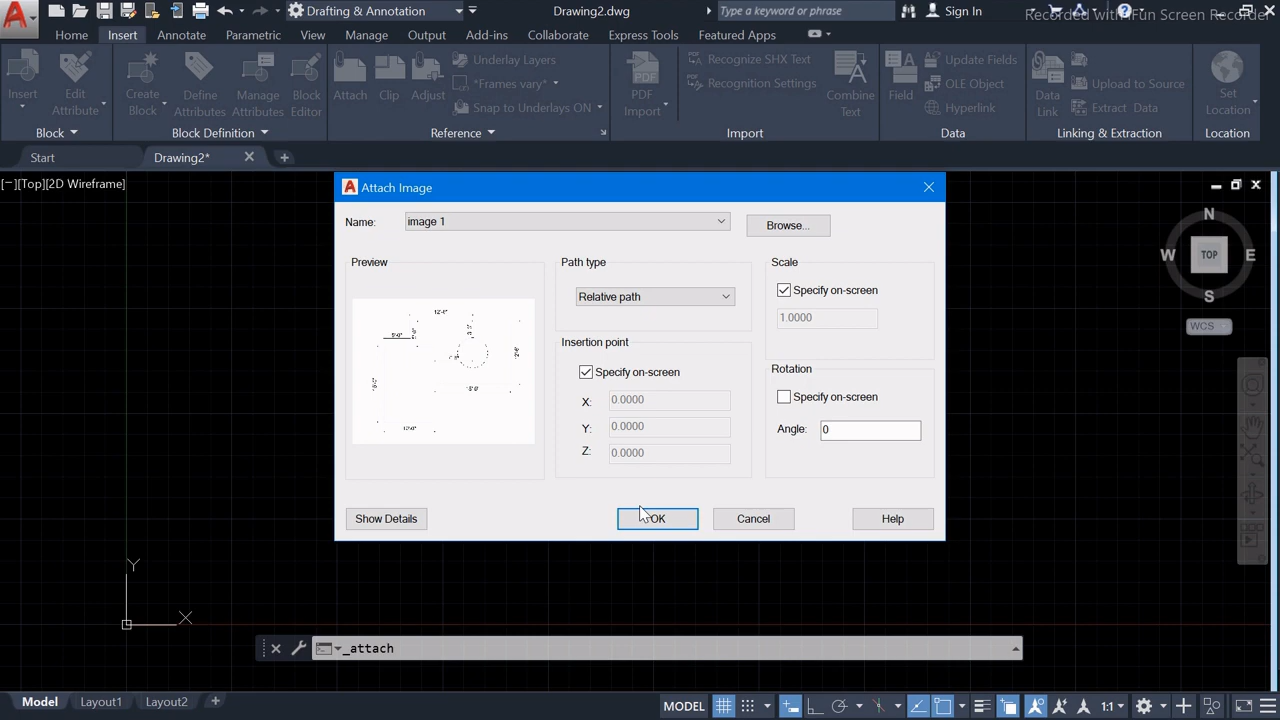 Drafting & Annotation
Drawing2.dwg
Type a keyword or phrase
Sign In
Recorded with iFun Screen Recorder
Home Insert Annotate Parametric View Manage Output Add-ins Collaborate Express Tools Featured Apps
Insert
Edit Attribute
Create Block
Define Attributes
Manage Attributes
Block Editor
Attach
Clip
Adjust
Underlay Layers
*Frames vary*
Snap to Underlays ON
PDF Import
Recognize SHX Text
Recognition Settings
Combine Text
Field
Update Fields
OLE Object
Hyperlink
Data Link
Upload to Source
Extract Data
Set Location
Block
Block Definition
Reference
Import
Data
Linking & Extraction
Location
Start
Drawing2*
[−][Top][2D Wireframe]
Attach Image
Name:
image 1
Browse...
Preview
Path type
Relative path
Scale
Specify on-screen
1.0000
Insertion point
Specify on-screen
X: 0.0000
Y: 0.0000
Z: 0.0000
Rotation
Specify on-screen
Angle: 0
Show Details
OK
Cancel
Help
N
W
TOP
E
S
WCS
Y
X
_attach
Model
Layout1
Layout2
MODEL
1:1